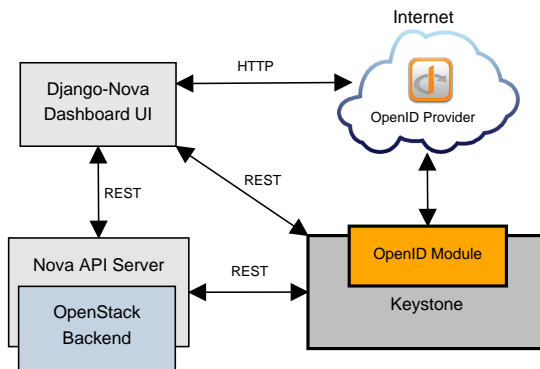 Internet
HTTP
Django-Nova
Dashboard UI
OpenID Provider
REST
REST
Nova API Server
REST
OpenID Module
OpenStack
Backend
Keystone